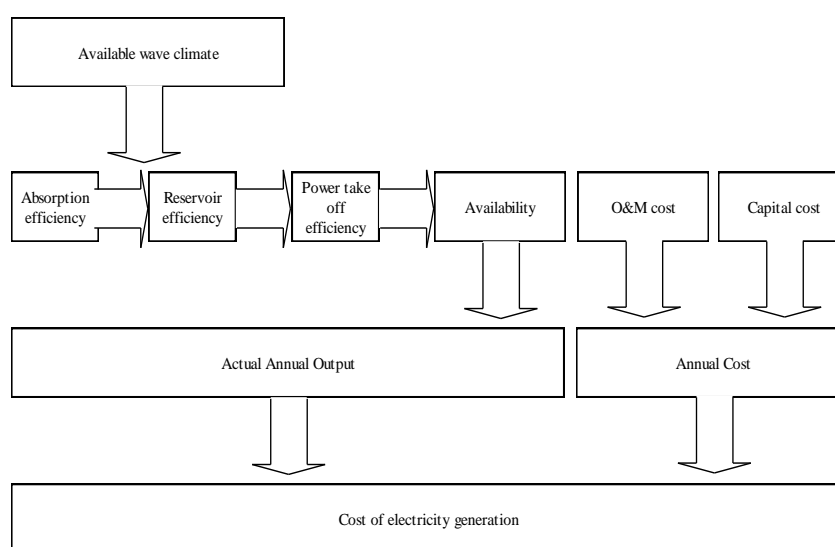 Available wave climate
Absorption
efficiency
Reservoir
efficiency
Power take
off
efficiency
Availability
O&M cost
Capital cost
Actual Annual Output
Annual Cost
Cost of electricity generation